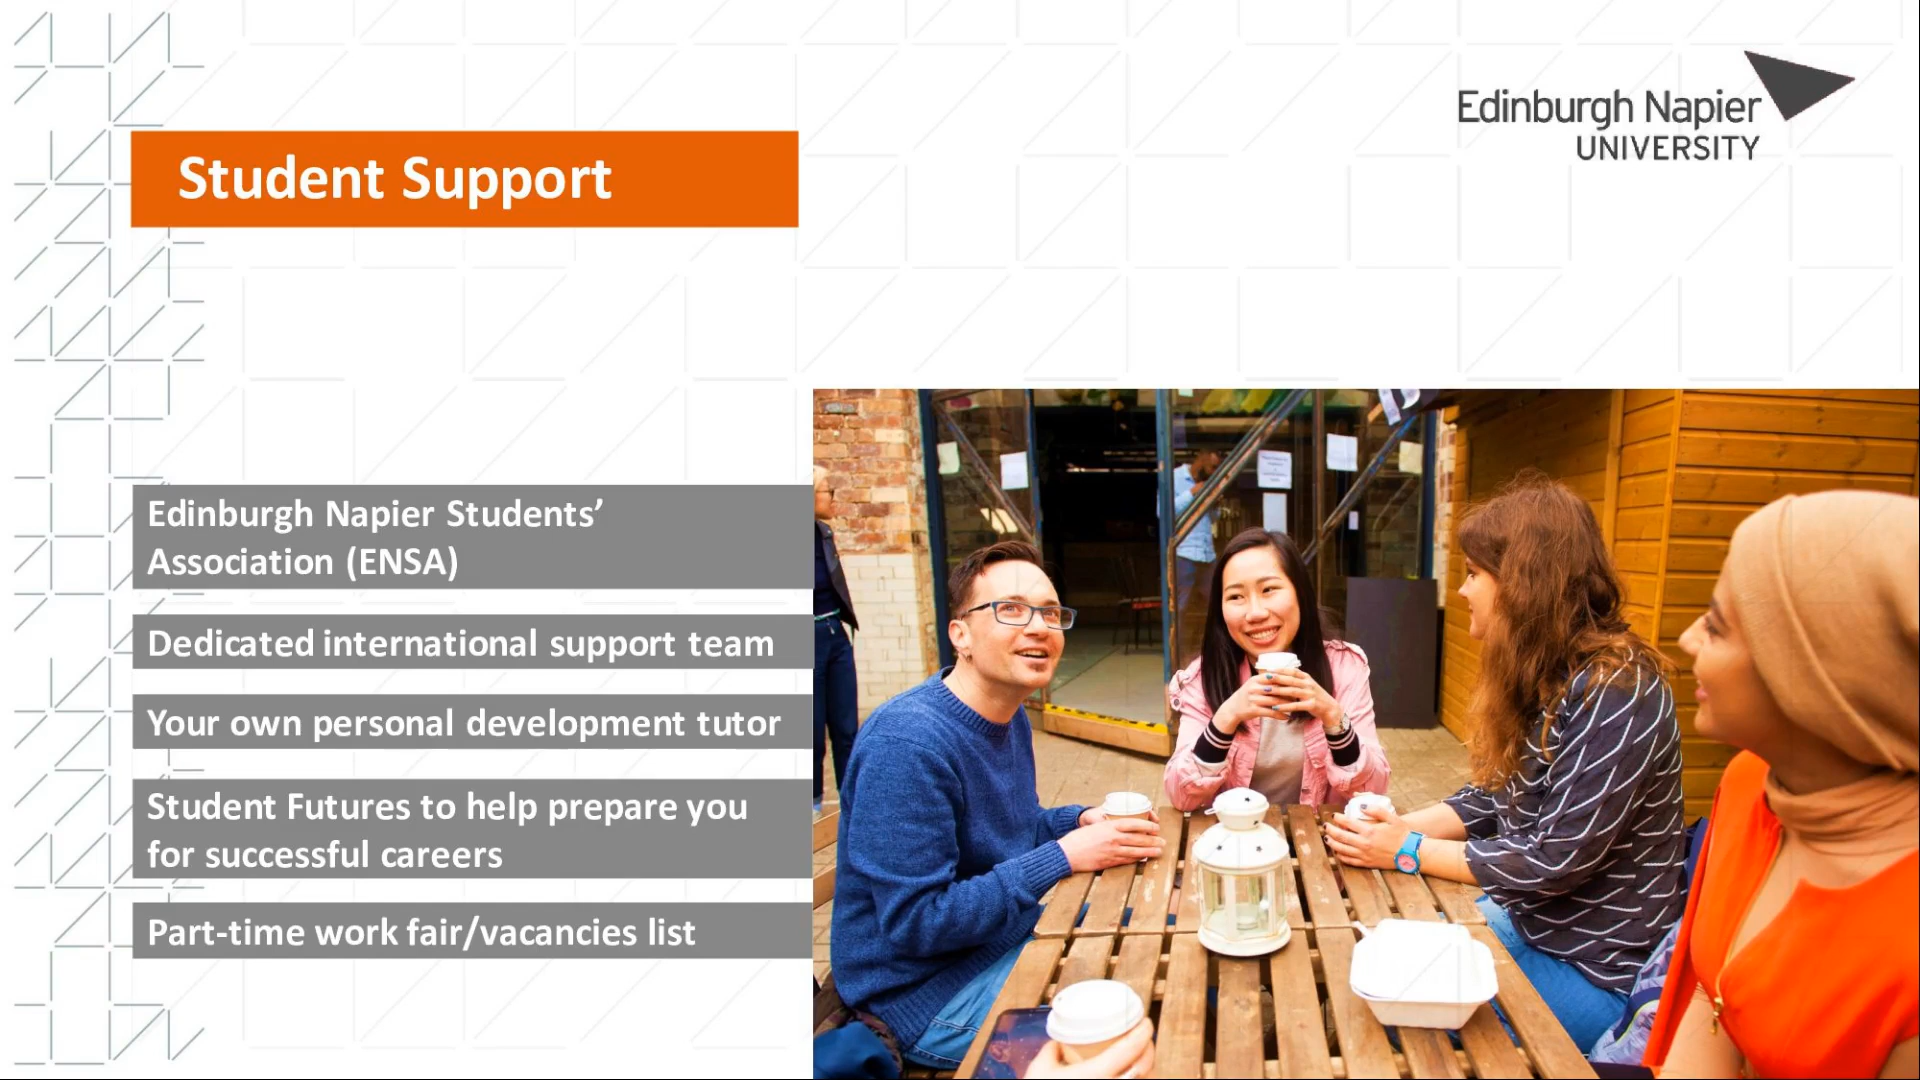 Edinburgh Napier
UNIVERSITY
Student Support
Edinburgh Napier Students’
Association (ENSA)
Dedicated international support team
Your own personal development tutor
Student Futures to help prepare you
for successful careers
Part-time work fair/vacancies list